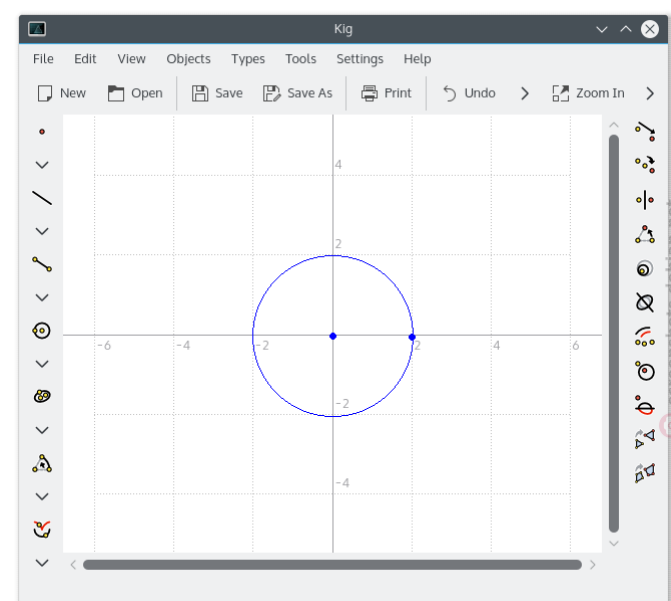 Kig
File Edit View Objects Types Tools Settings Help
New Open Save Save As Print Undo Zoom In
4
2
-6 -4 -2 2 4 6
-2
-4